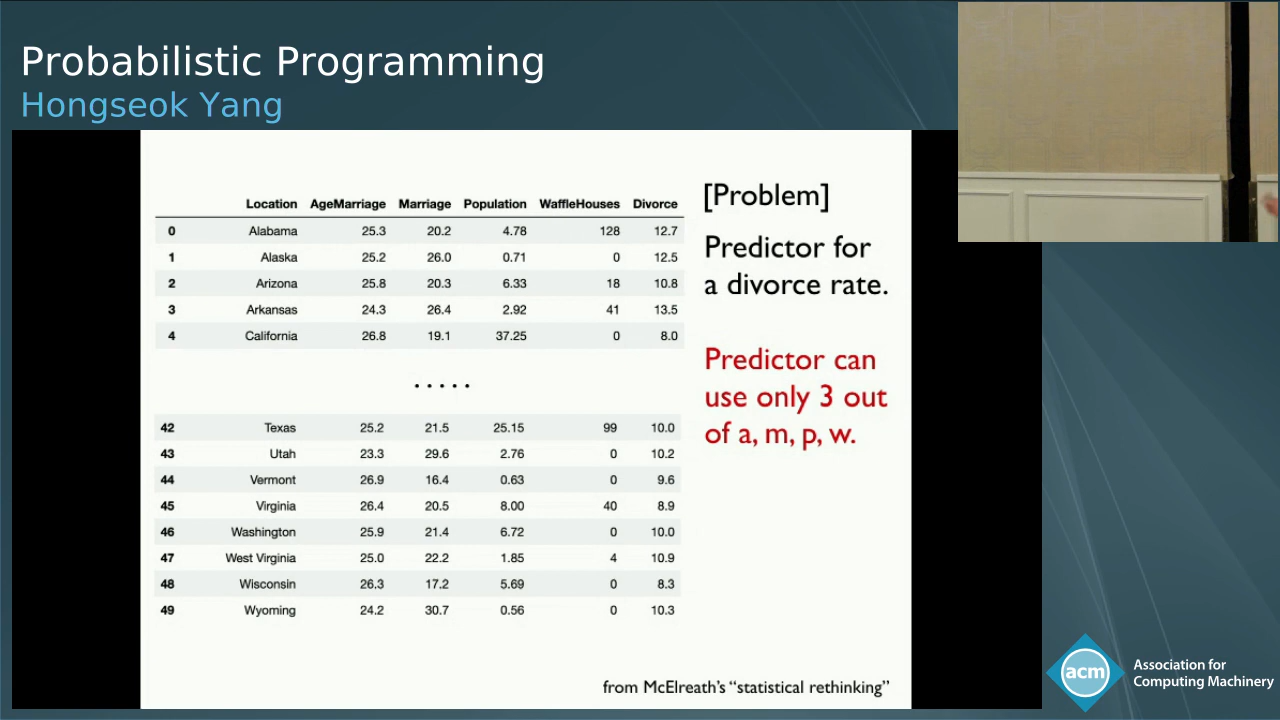 Probabilistic Programming
Hongseok Yang
Location AgeMarriage Marriage Population WaffleHouses Divorce
0 Alabama 25.3 20.2 4.78 128 12.7
1 Alaska 25.2 26.0 0.71 0 12.5
2 Arizona 25.8 20.3 6.33 18 10.8
3 Arkansas 24.3 26.4 2.92 41 13.5
4 California 26.8 19.1 37.25 0 8.0
.....
42 Texas 25.2 21.5 25.15 99 10.0
43 Utah 23.3 29.6 2.76 0 10.2
44 Vermont 26.9 16.4 0.63 0 9.6
45 Virginia 26.4 20.5 8.00 40 8.9
46 Washington 25.9 21.4 6.72 0 10.0
47 West Virginia 25.0 22.2 1.85 4 10.9
48 Wisconsin 26.3 17.2 5.69 0 8.3
49 Wyoming 24.2 30.7 0.56 0 10.3
[Problem]
Predictor for
a divorce rate.
Predictor can
use only 3 out
of a, m, p, w.
from McElreath's “statistical rethinking”
acm
Association for
Computing Machinery